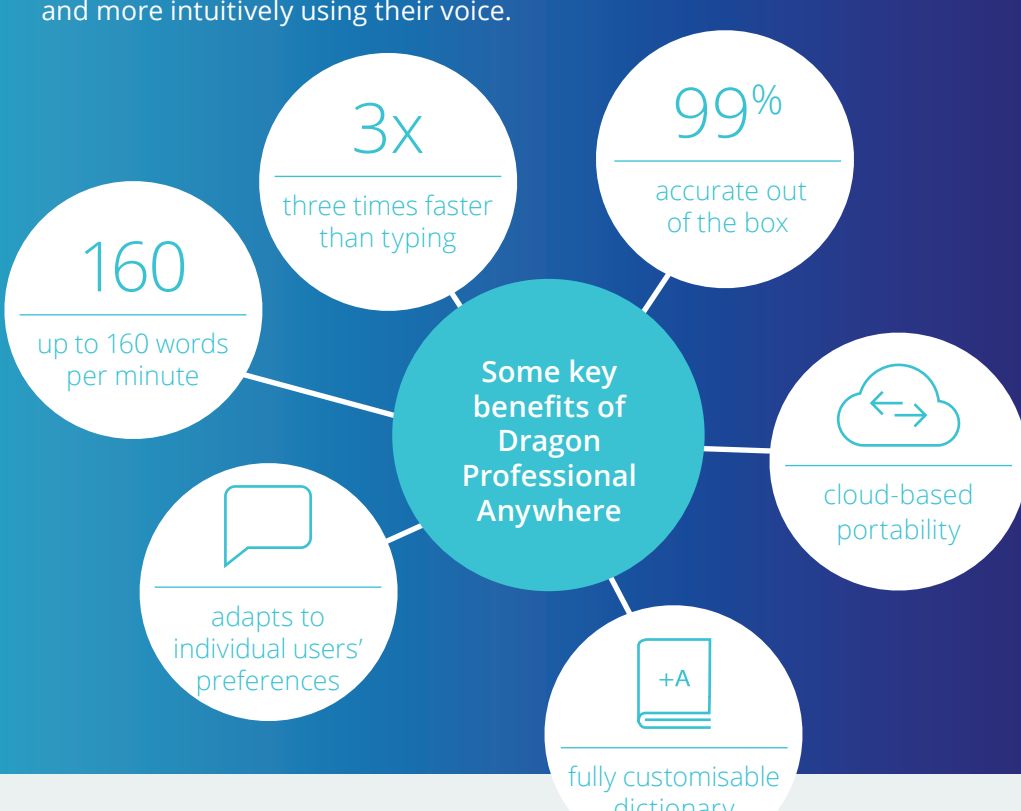 and more intuitively using their voice.
3x
three times faster
than typing
99%
accurate out
of the box
160
up to 160 words
per minute
Some key
benefits of
Dragon
Professional
Anywhere
cloud-based
portability
adapts to
individual users’
preferences
+A
fully customisable
dictionary